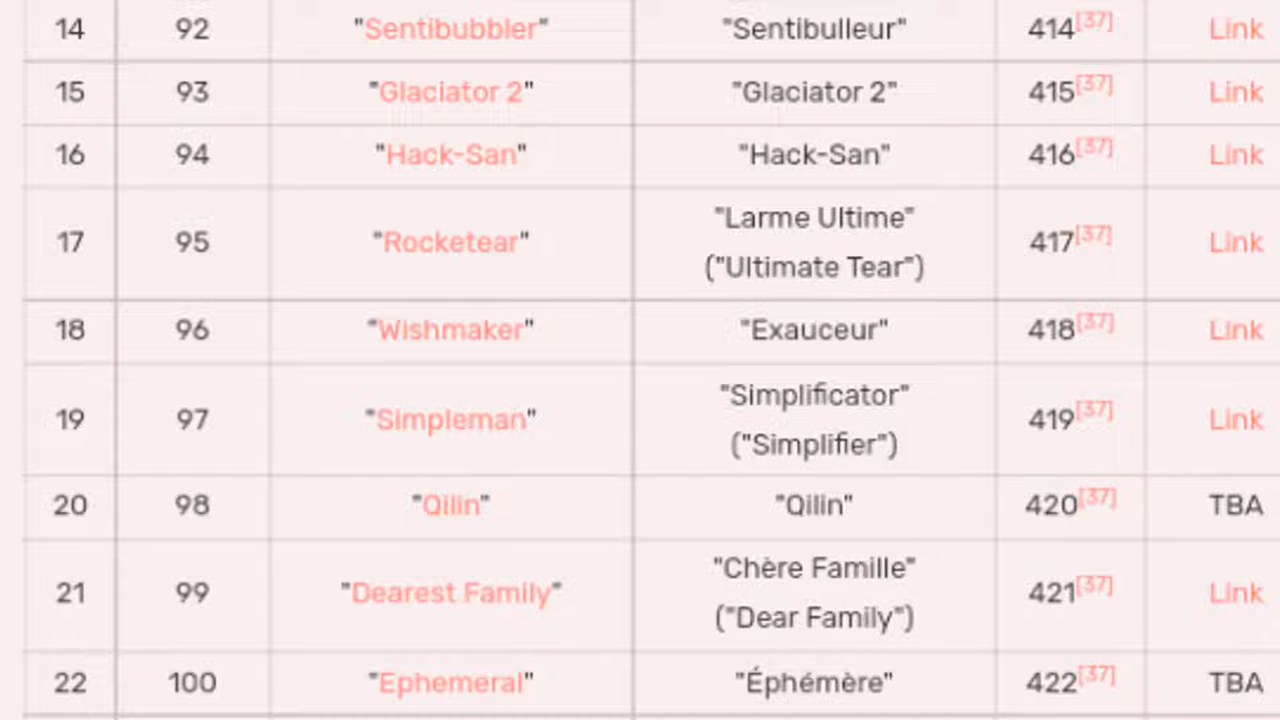 14 92 "Sentibubbler" "Sentibulleur" 414[37] Link
15 93 "Glaciator 2" "Glaciator 2" 415[37] Link
16 94 "Hack-San" "Hack-San" 416[37] Link
17 95 "Rocketear" "Larme Ultime" 417[37] Link
("Ultimate Tear")
18 96 "Wishmaker" "Exauceur" 418[37] Link
19 97 "Simpleman" "Simplificator" 419[37] Link
("Simplifier")
20 98 "Qilin" "Qilin" 420[37] TBA
21 99 "Dearest Family" "Chère Famille" 421[37] Link
("Dear Family")
22 100 "Ephemeral" "Éphémère" 422[37] TBA